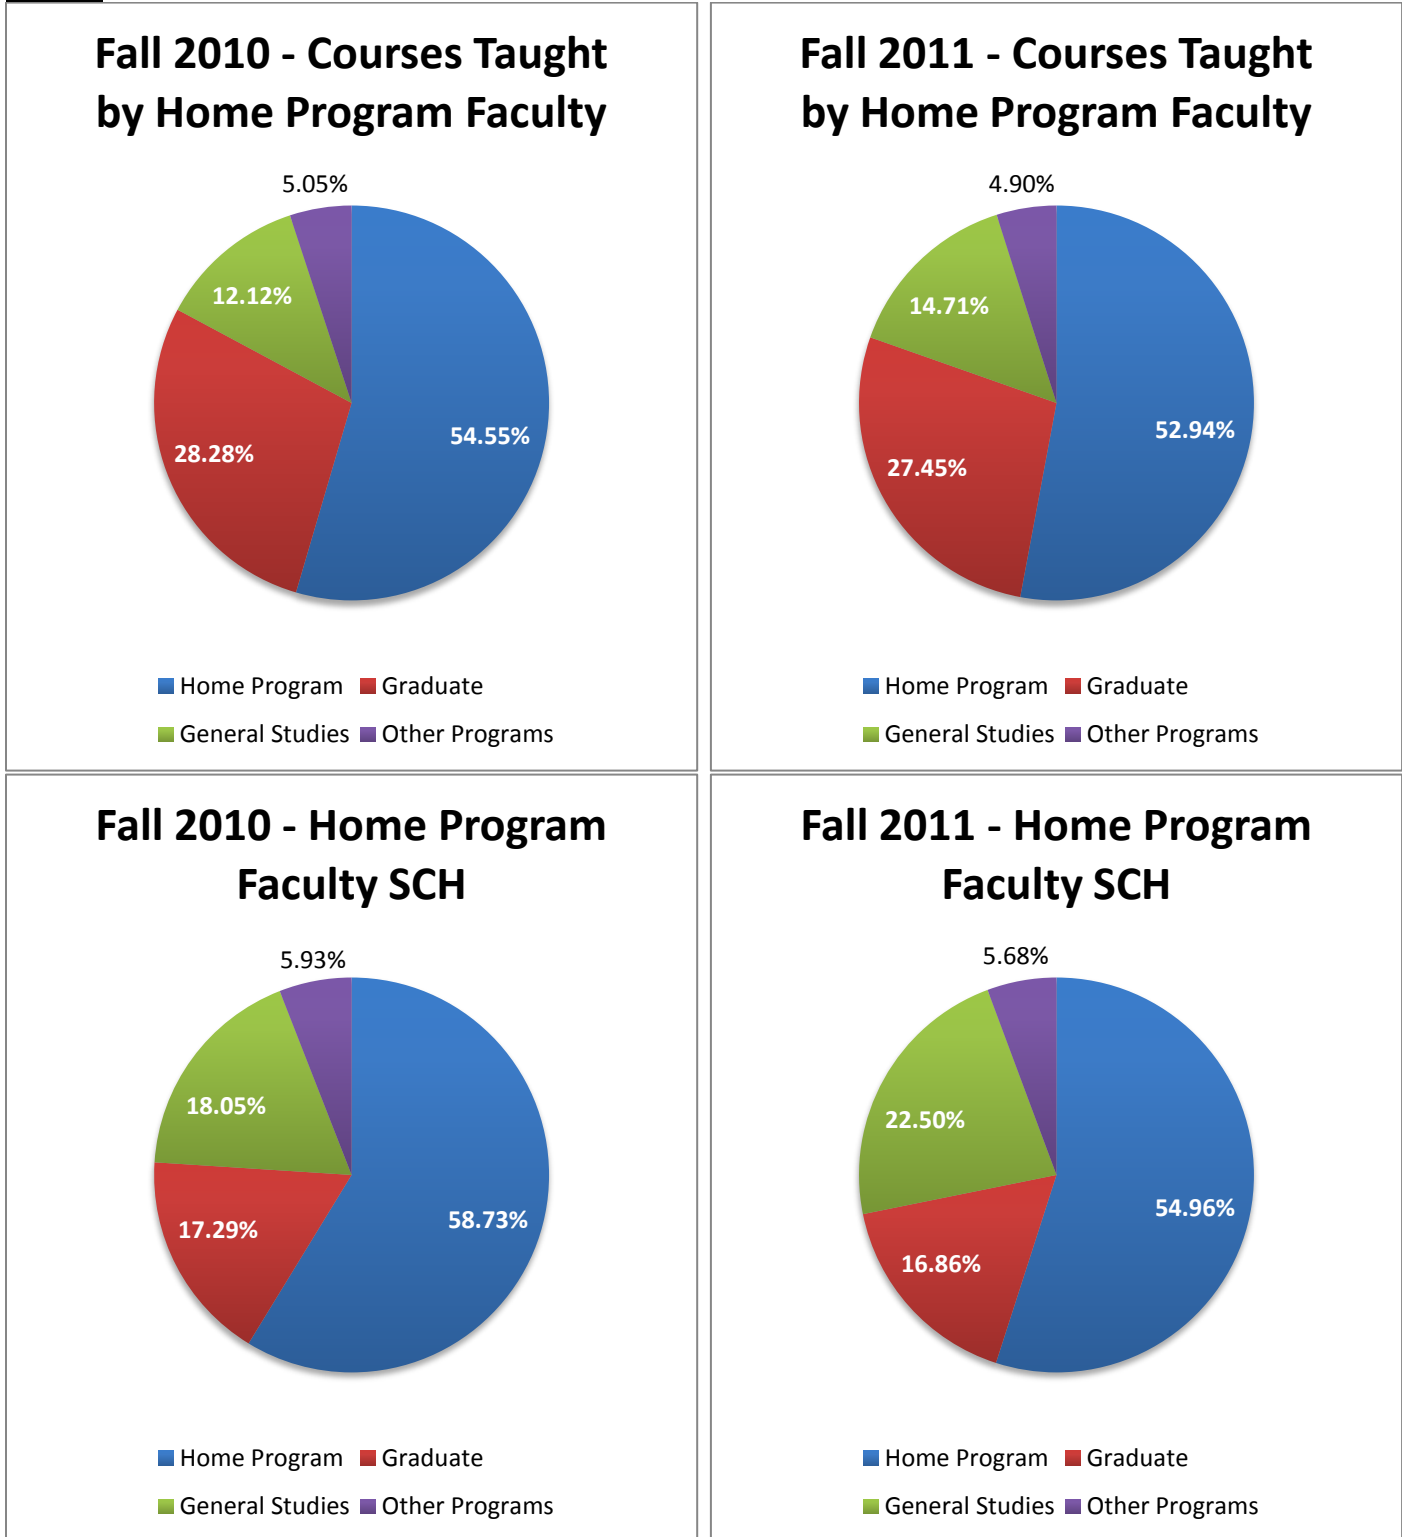 Fall 2010 - Courses Taught
by Home Program Faculty
5.05%
12.12%
28.28%
54.55%
Home Program Graduate
General Studies Other Programs
Fall 2011 - Courses Taught
by Home Program Faculty
4.90%
14.71%
52.94%
27.45%
Home Program Graduate
General Studies Other Programs
Fall 2010 - Home Program
Faculty SCH
5.93%
18.05%
58.73%
17.29%
Home Program Graduate
General Studies Other Programs
Fall 2011 - Home Program
Faculty SCH
5.68%
22.50%
54.96%
16.86%
Home Program Graduate
General Studies Other Programs